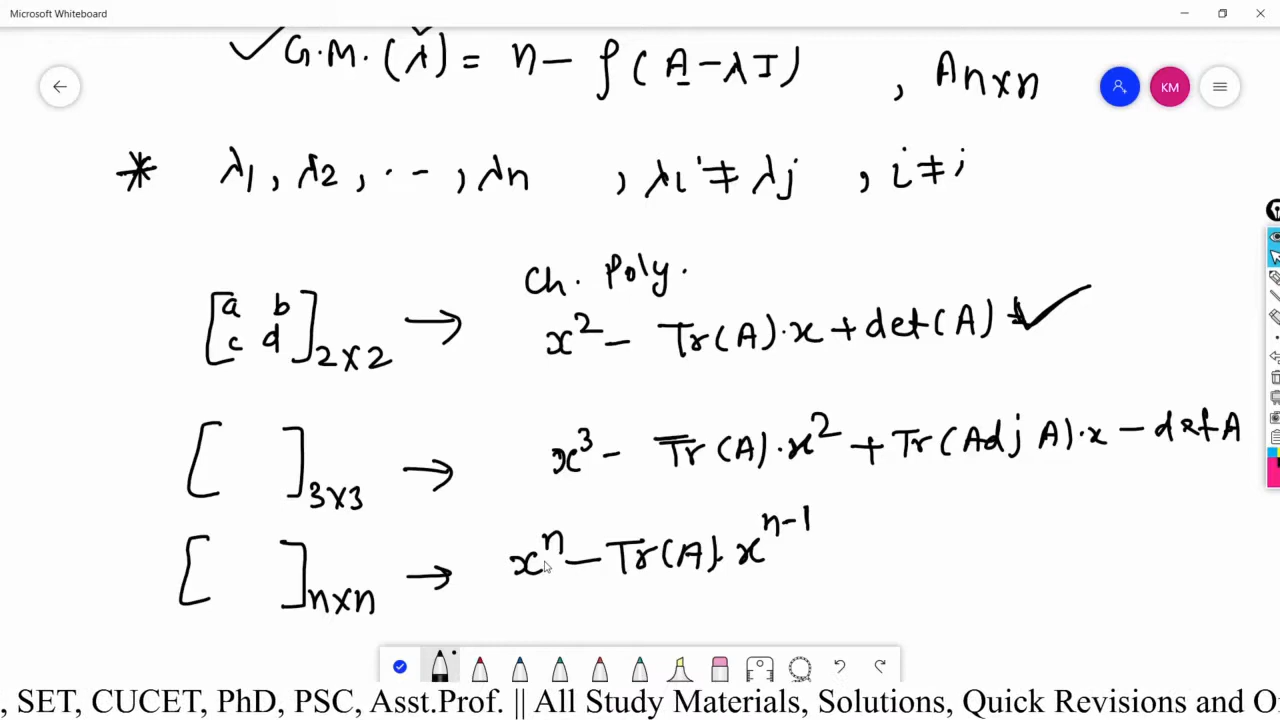 Microsoft Whiteboard
✓ G.M.(λ) = n - ρ(A - λI) , An×n
KM
* λ1, λ2, ..., λn , λi ≠ λj , i ≠ j
Ch. Poly.
[a b
c d]2×2 → x² - Tr(A)·x + det(A) ✓
[ ]3×3 → x³ - Tr(A)·x² + Tr(Adj A)·x - det A
[ ]n×n → xⁿ - Tr(A)·xⁿ⁻¹
, SET, CUCET, PhD, PSC, Asst.Prof. || All Study Materials, Solutions, Quick Revisions and O